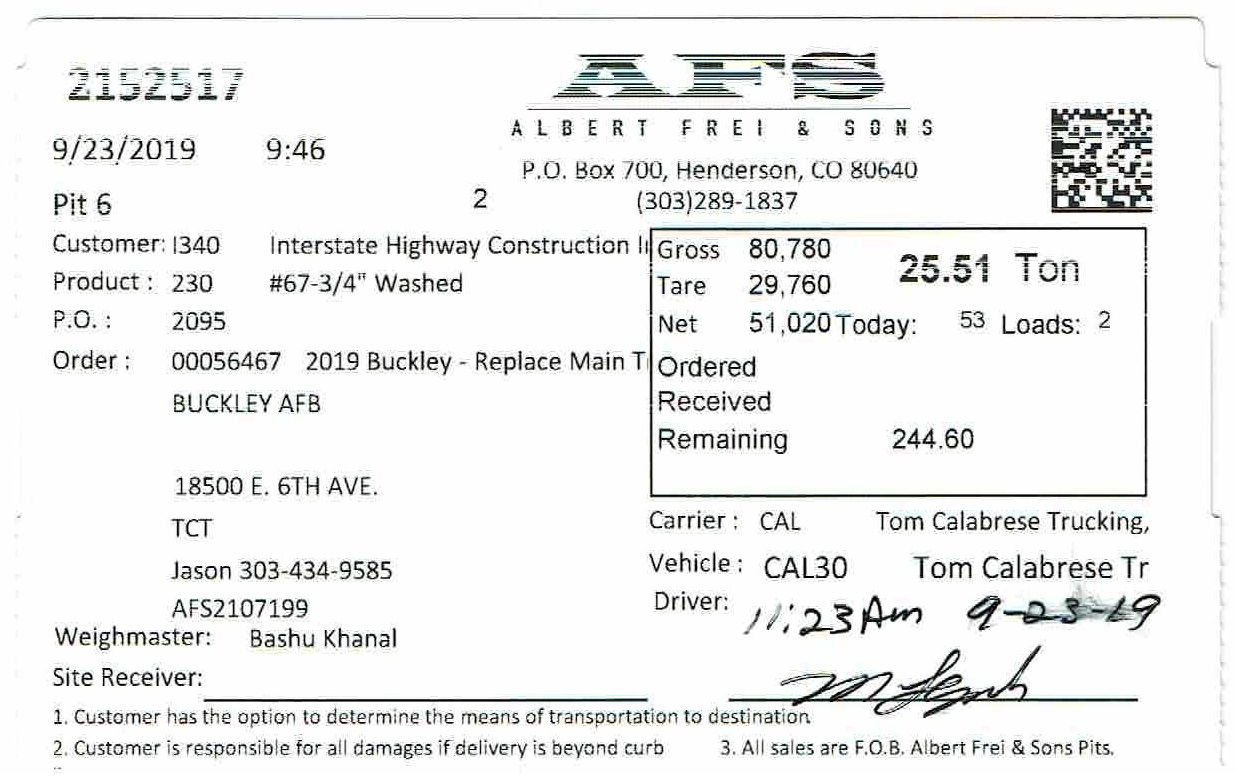 2152517
AFS
ALBERT FREI & SONS
9/23/2019 9:46
P.O. Box 700, Henderson, CO 80640
Pit 6 2 (303)289-1837
Customer: I340 Interstate Highway Construction I
Product : 230 #67-3/4" Washed
P.O. : 2095
Order : 00056467 2019 Buckley - Replace Main T
BUCKLEY AFB
18500 E. 6TH AVE.
TCT
Jason 303-434-9585
AFS2107199
Weighmaster: Bashu Khanal
Site Receiver:
Gross 80,780 25.51 Ton
Tare 29,760
Net 51,020 Today: 53 Loads: 2
Ordered
Received
Remaining 244.60
Carrier : CAL Tom Calabrese Trucking,
Vehicle : CAL30 Tom Calabrese Tr
Driver: 11:23 Am 9-23-19
1. Customer has the option to determine the means of transportation to destination
2. Customer is responsible for all damages if delivery is beyond curb 3. All sales are F.O.B. Albert Frei & Sons Pits.